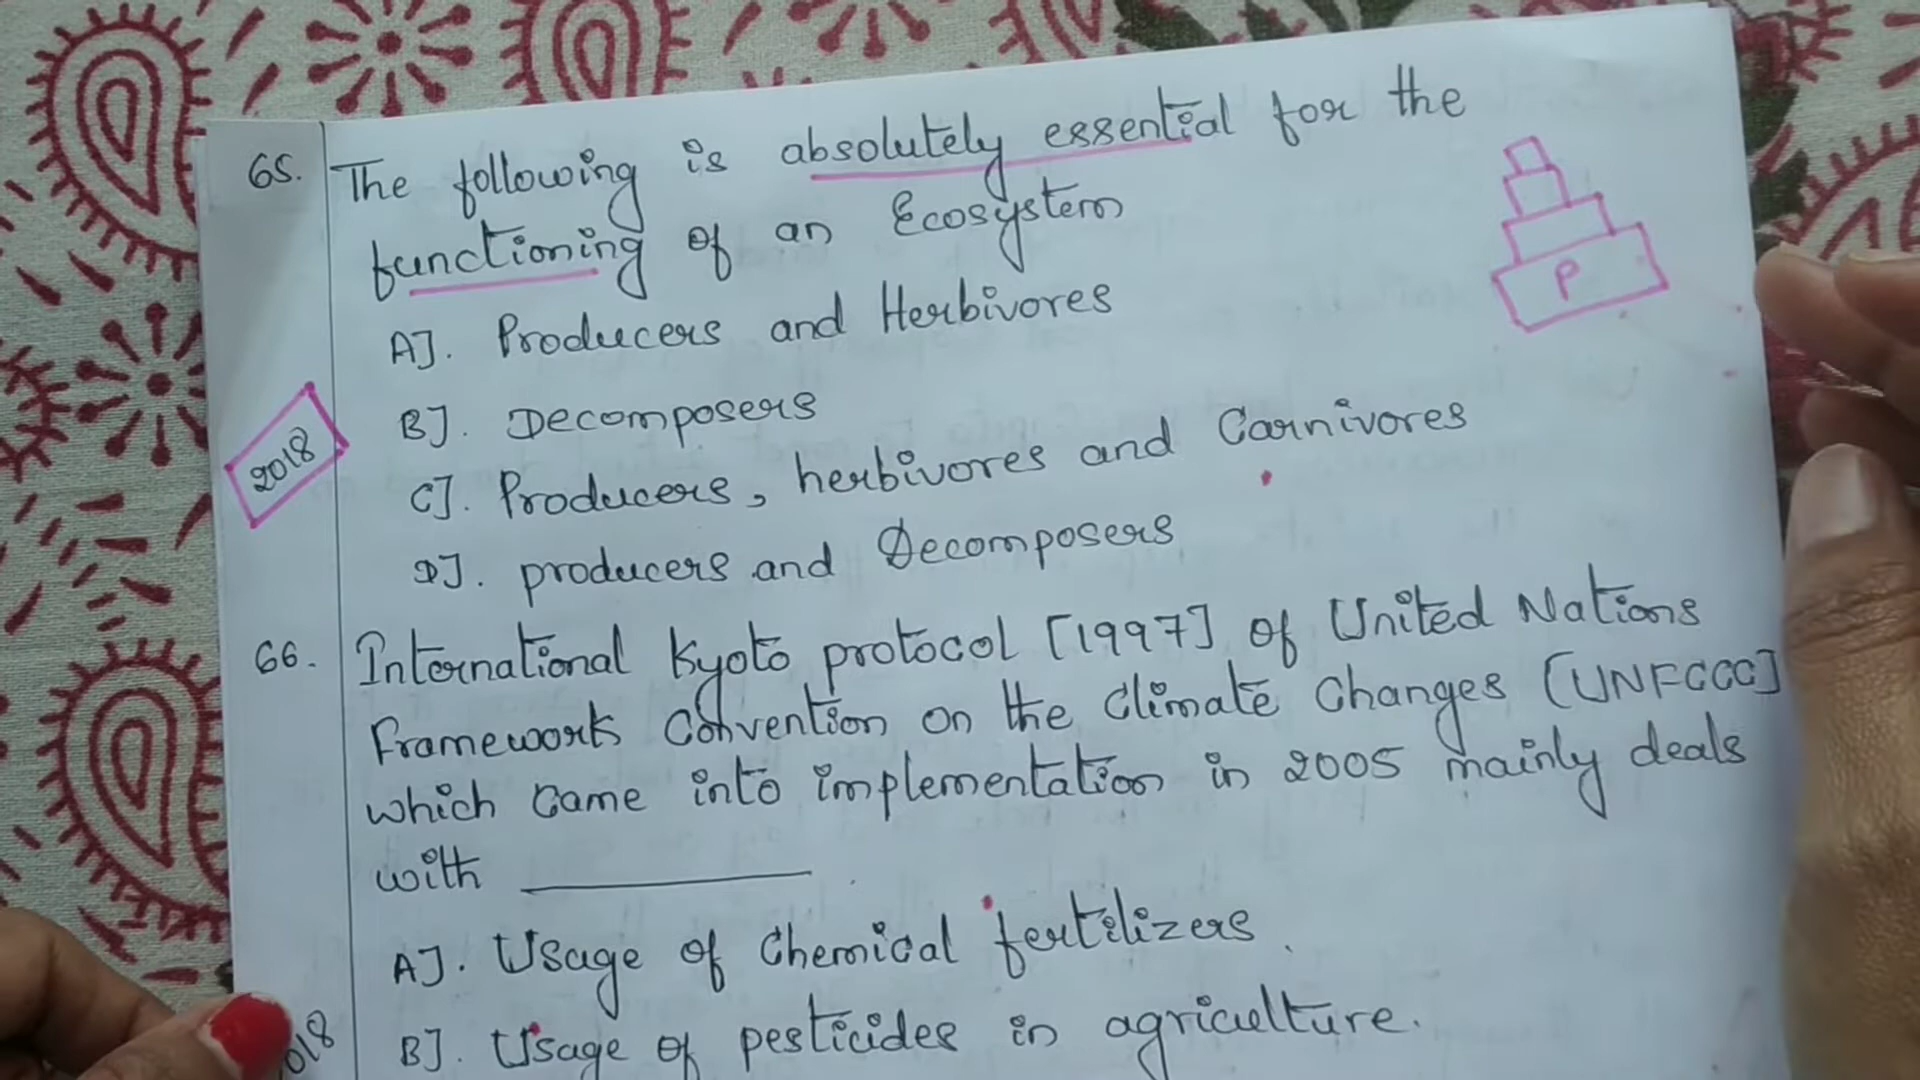 65. The following is absolutely essential for the
functioning of an Ecosystem
P
A]. Producers and Herbivores
B]. Decomposers
2018
C]. Producers, herbivores and Carnivores
D]. producers and Decomposers
66. International Kyoto protocol [1997] of United Nations
Framework Convention on the Climate Changes [UNFCCC]
which came into implementation in 2005 mainly deals
with
A]. Usage of Chemical fertilizers.
B]. Usage of pesticides in agriculture.
018